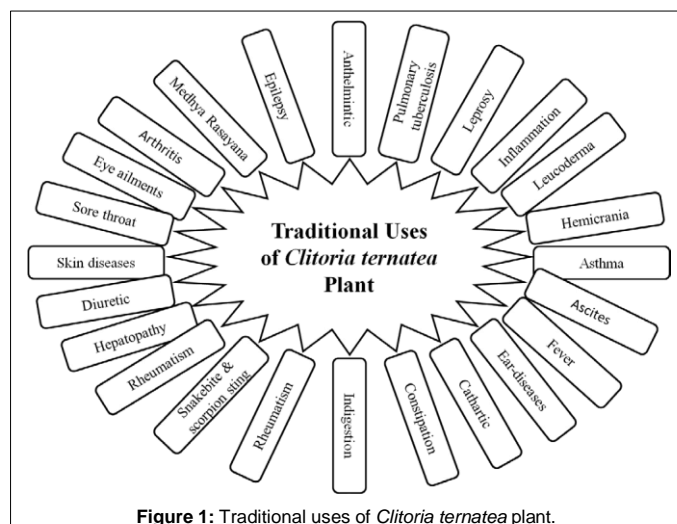 Traditional Uses
of Clitoria ternatea
Plant
Anthelmintic
Pulmonary
tuberculosis
Leprosy
Inflammation
Leucoderma
Hemicrania
Asthma
Ascites
Fever
Ear-diseases
Cathartic
Constipation
Indigestion
Rheumatism
Snakebite &
scorpion sting
Rheumatism
Hepatopathy
Diuretic
Skin diseases
Sore throat
Eye ailments
Arthritis
Medhya Rasayana
Epilepsy
Figure 1: Traditional uses of Clitoria ternatea plant.